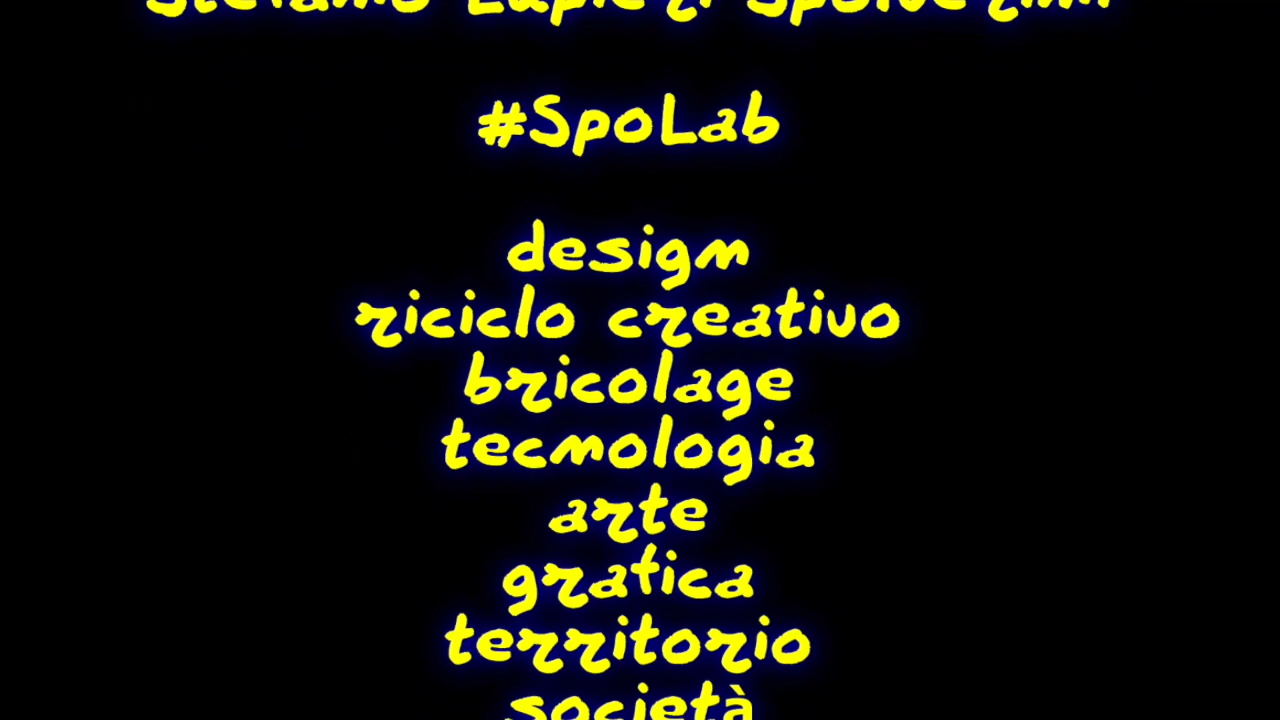 #SpoLab
design
riciclo creativo
bricolage
tecnologia
arte
grafica
territorio
società